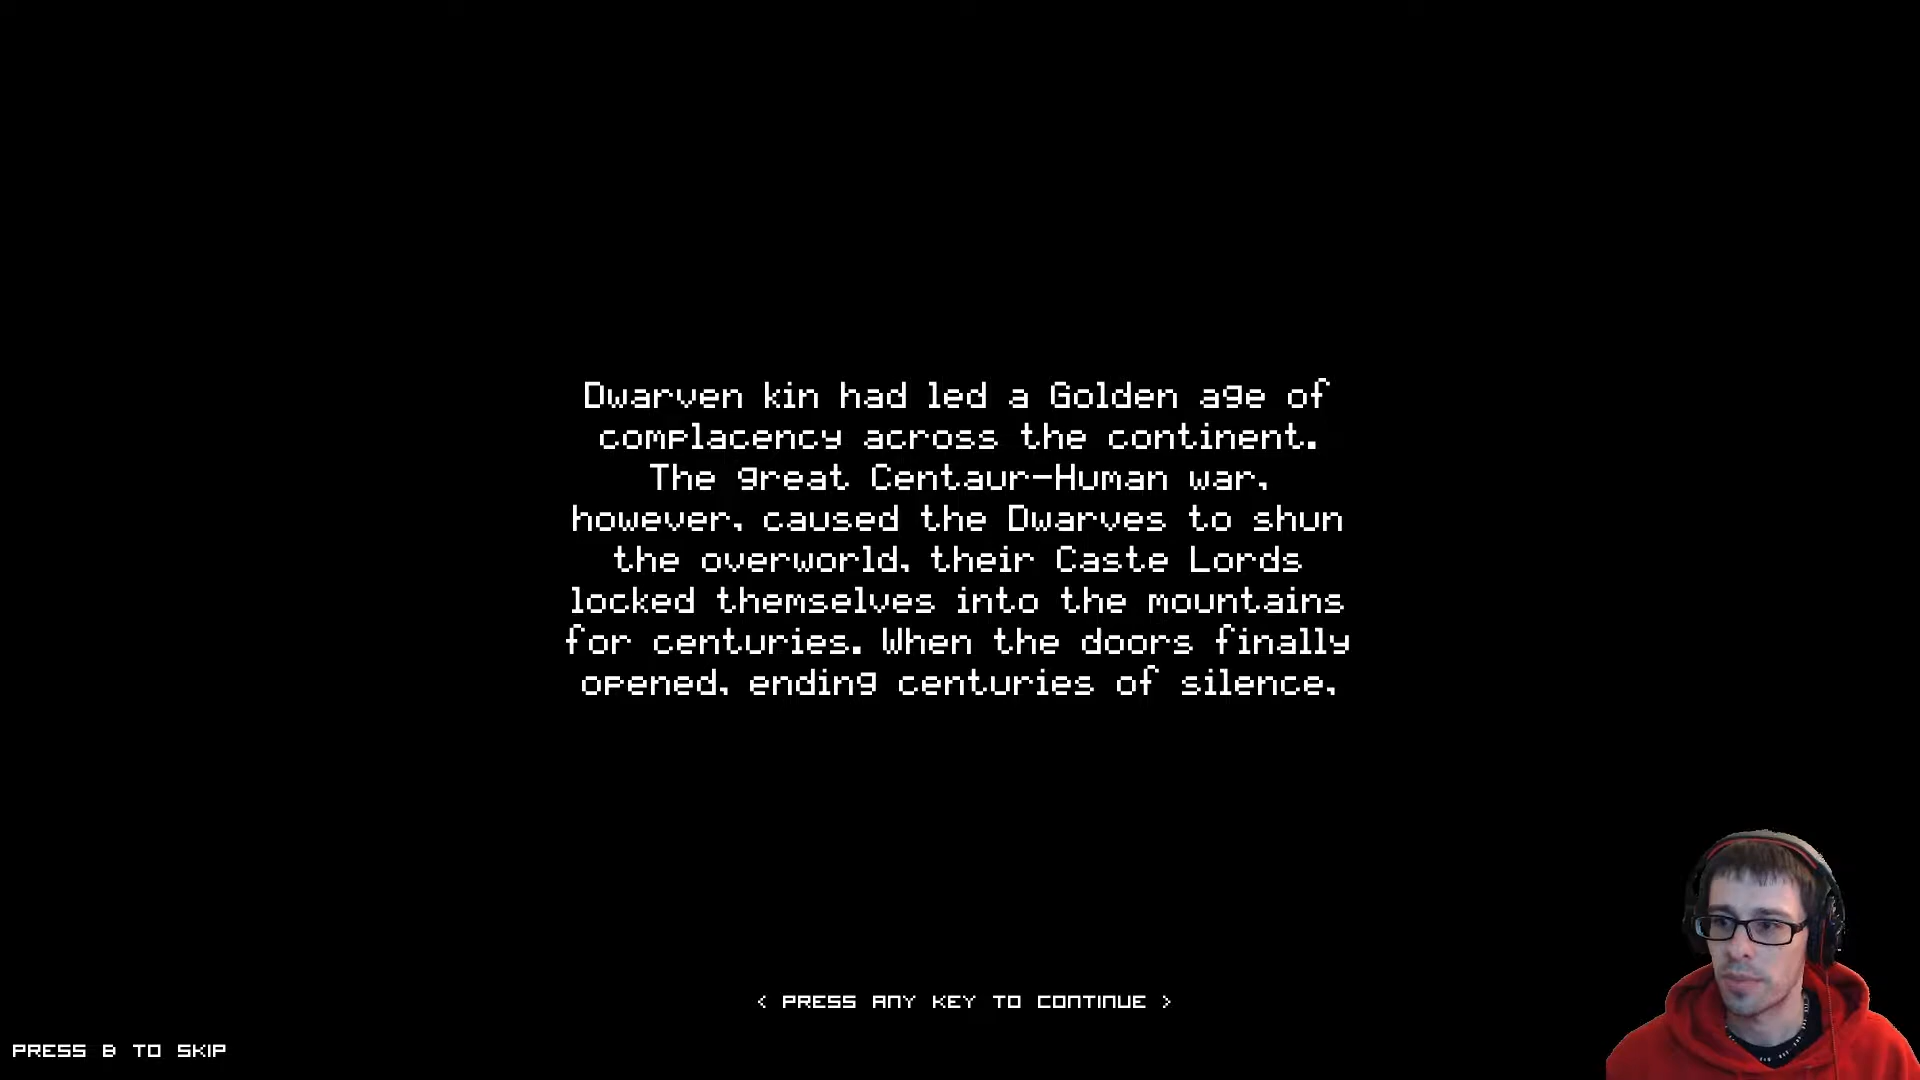 Dwarven kin had led a Golden age of
complacency across the continent.
The great Centaur-Human war,
however, caused the Dwarves to shun
the overworld, their Caste Lords
locked themselves into the mountains
for centuries. When the doors finally
opened, ending centuries of silence,
< PRESS ANY KEY TO CONTINUE >
PRESS B TO SKIP